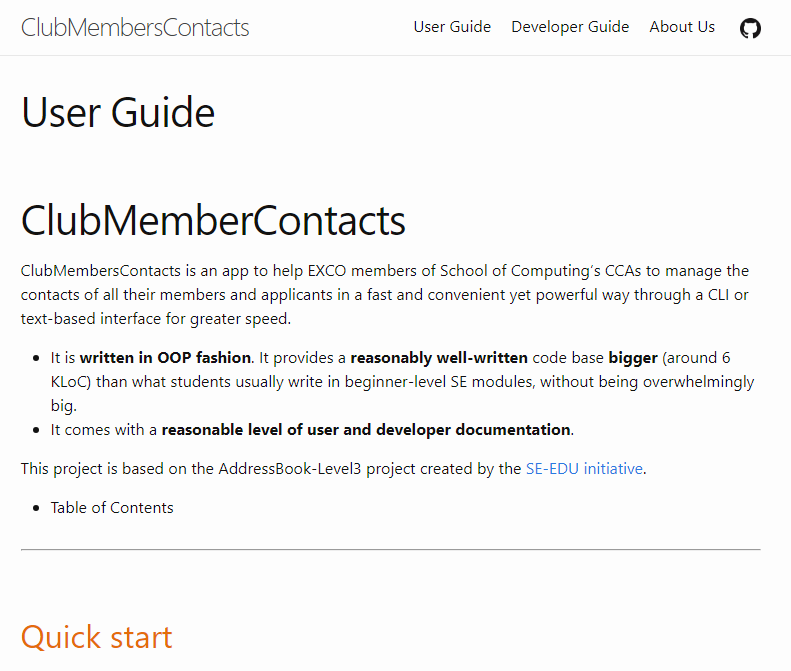 ClubMembersContacts
User Guide
Developer Guide
About Us
User Guide
ClubMemberContacts
ClubMembersContacts is an app to help EXCO members of School of Computing's CCAs to manage the
contacts of all their members and applicants in a fast and convenient yet powerful way through a CLI or
text-based interface for greater speed.
It is written in OOP fashion. It provides a reasonably well-written code base bigger (around 6
KLoC) than what students usually write in beginner-level SE modules, without being overwhelmingly
big.
It comes with a reasonable level of user and developer documentation.
This project is based on the AddressBook-Level3 project created by the SE-EDU initiative.
Table of Contents
Quick start